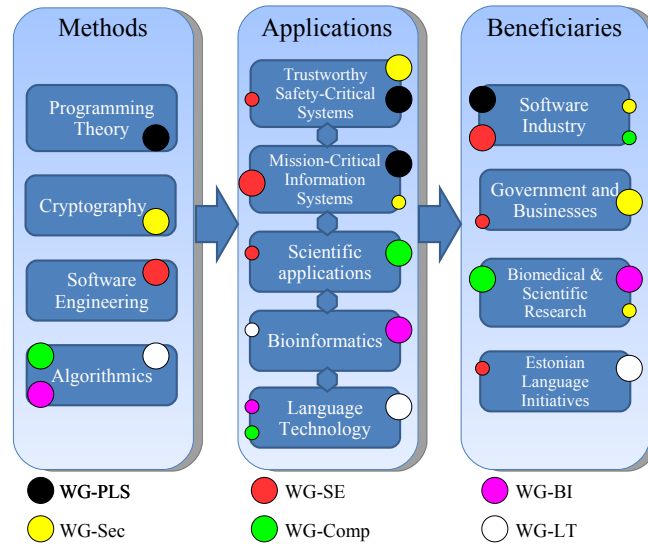 Methods
Programming
Theory
Cryptography
Software
Engineering
Algorithmics
Applications
Trustworthy
Safety-Critical
Systems
Mission-Critical
Information
Systems
Scientific
applications
Bioinformatics
Language
Technology
Beneficiaries
Software
Industry
Government and
Businesses
Biomedical &
Scientific
Research
Estonian
Language
Initiatives
WG-PLS
WG-SE
WG-BI
WG-Sec
WG-Comp
WG-LT